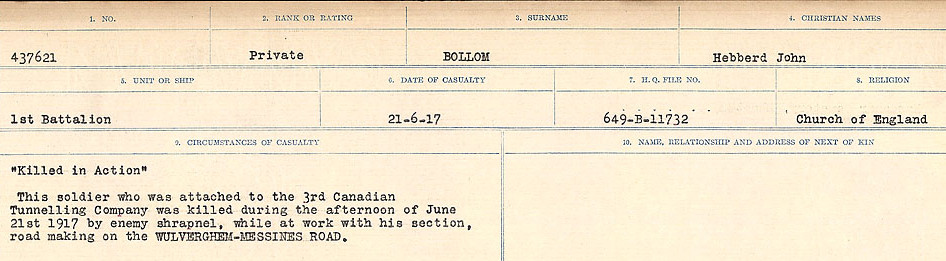 1. NO. 2. RANK OR RATING 3. SURNAME 4. CHRISTIAN NAMES
437621 Private BOLLOM Hebberd John
5. UNIT OR SHIP 6. DATE OF CASUALTY 7. H.Q. FILE NO. 8. RELIGION
1st Battalion 21-6-17 649-B-11732 Church of England
9. CIRCUMSTANCES OF CASUALTY 10. NAME, RELATIONSHIP AND ADDRESS OF NEXT OF KIN
"Killed in Action"
This soldier who was attached to the 3rd Canadian
Tunnelling Company was killed during the afternoon of June
21st 1917 by enemy shrapnel, while at work with his section,
road making on the WULVERGHEM-MESSINES ROAD.